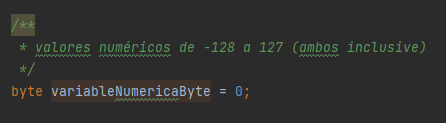 /**
* valores numéricos de -128 a 127 (ambos inclusive)
*/
byte variableNumericaByte = 0;